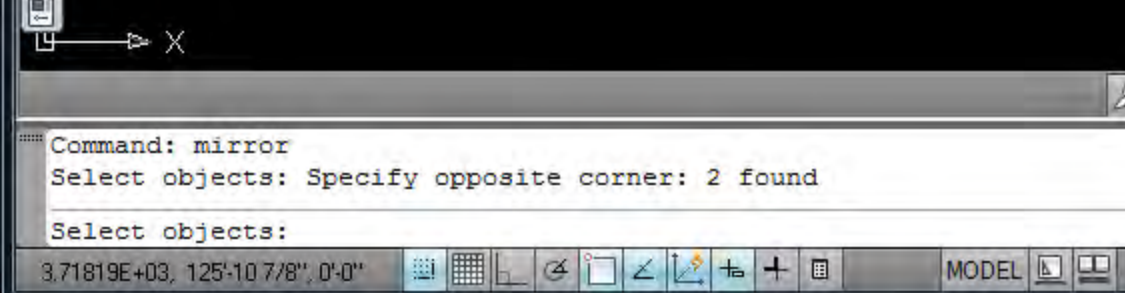 X
Command: mirror
Select objects: Specify opposite corner: 2 found
Select objects:
3.71819E+03, 125'-10 7/8", 0'-0" MODEL